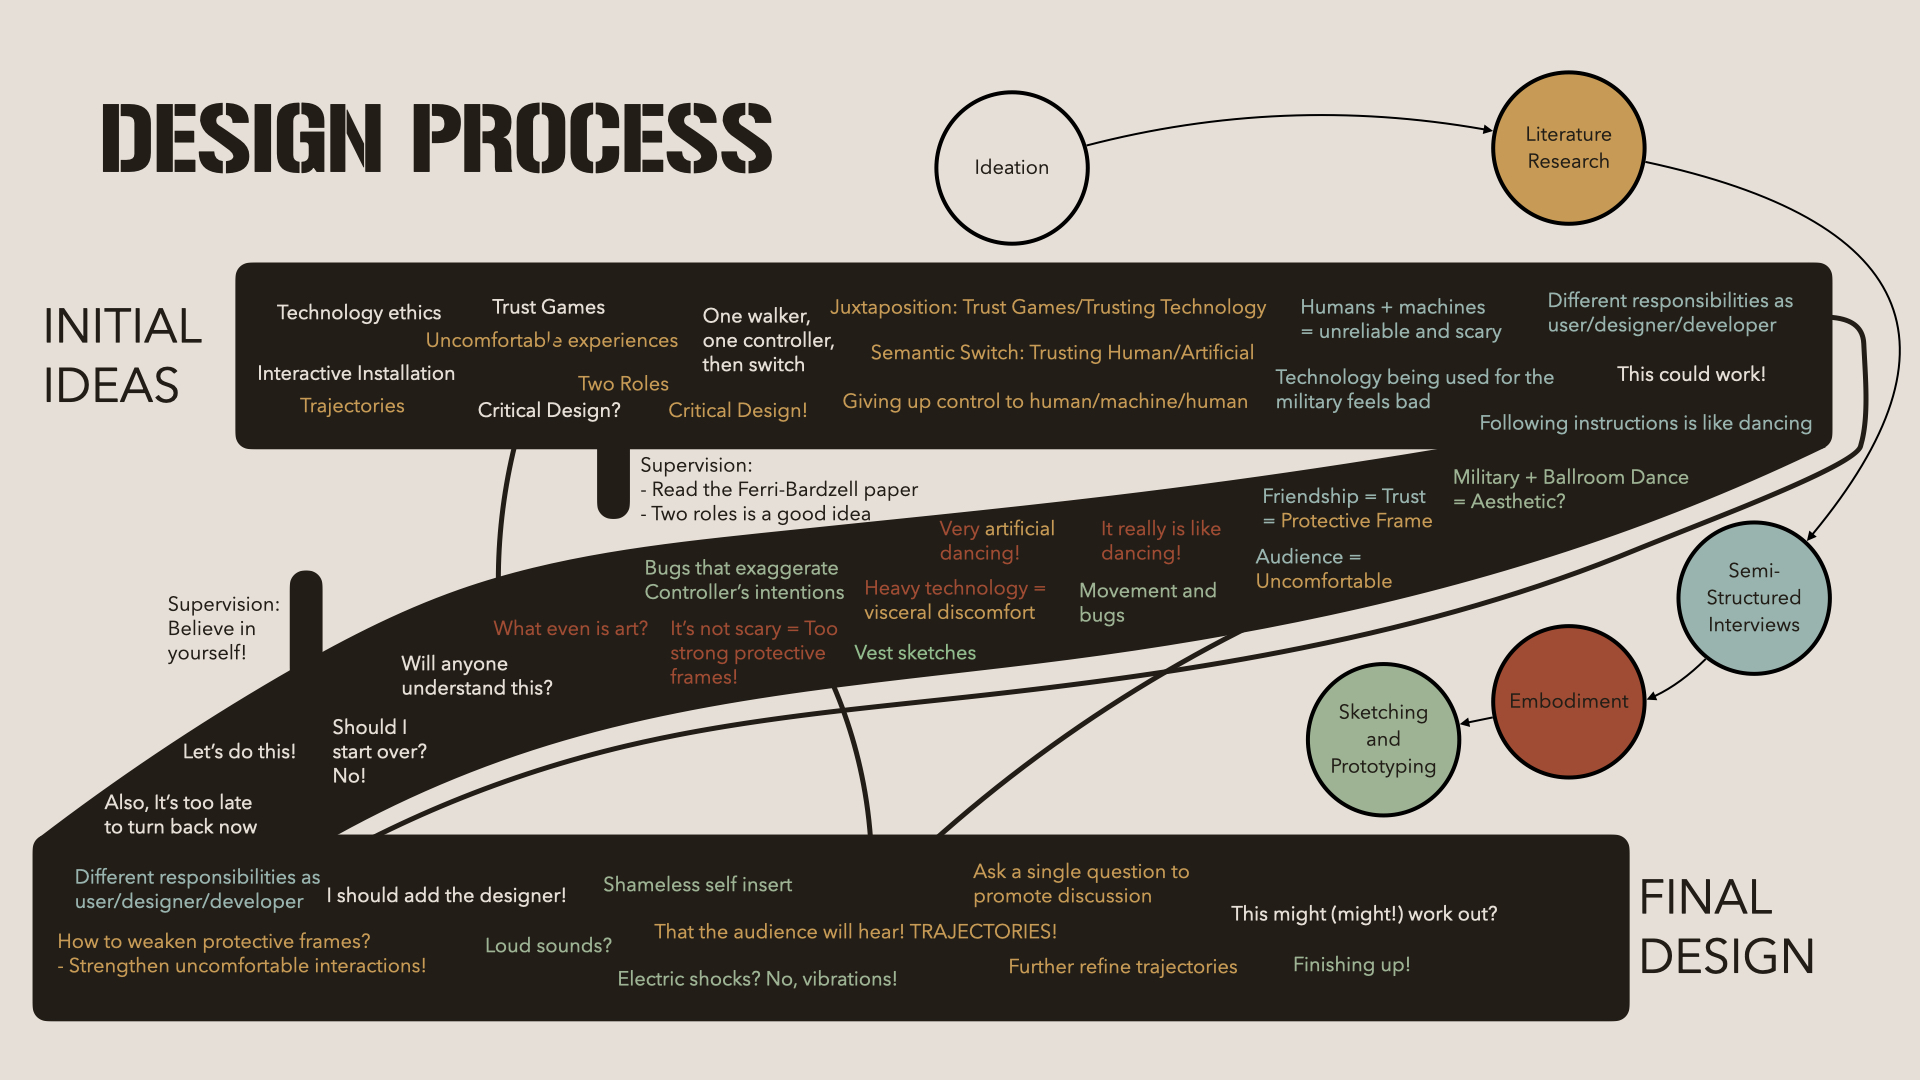 DESIGN PROCESS
Ideation
Literature
Research
INITIAL
IDEAS
Technology ethics
Trust Games
Uncomfortable experiences
Interactive Installation
Trajectories
Two Roles
Critical Design?
Critical Design!
One walker,
one controller,
then switch
Juxtaposition: Trust Games/Trusting Technology
Semantic Switch: Trusting Human/Artificial
Giving up control to human/machine/human
Humans + machines
= unreliable and scary
Different responsibilities as
user/designer/developer
Technology being used for the
military feels bad
This could work!
Following instructions is like dancing
Supervision:
- Read the Ferri-Bardzell paper
- Two roles is a good idea
Military + Ballroom Dance
= Aesthetic?
Friendship = Trust
= Protective Frame
Audience =
Uncomfortable
It really is like
dancing!
Movement and
bugs
Very artificial
dancing!
Heavy technology =
visceral discomfort
Vest sketches
Bugs that exaggerate
Controller's intentions
It's not scary = Too
strong protective
frames!
What even is art?
Will anyone
understand this?
Supervision:
Believe in
yourself!
Should I
start over?
No!
Let's do this!
Also, It's too late
to turn back now
Semi-
Structured
Interviews
Embodiment
Sketching
and
Prototyping
Different responsibilities as
user/designer/developer
I should add the designer!
How to weaken protective frames?
- Strengthen uncomfortable interactions!
Loud sounds?
Shameless self insert
That the audience will hear! TRAJECTORIES!
Electric shocks? No, vibrations!
Ask a single question to
promote discussion
Further refine trajectories
This might (might!) work out?
Finishing up!
FINAL
DESIGN